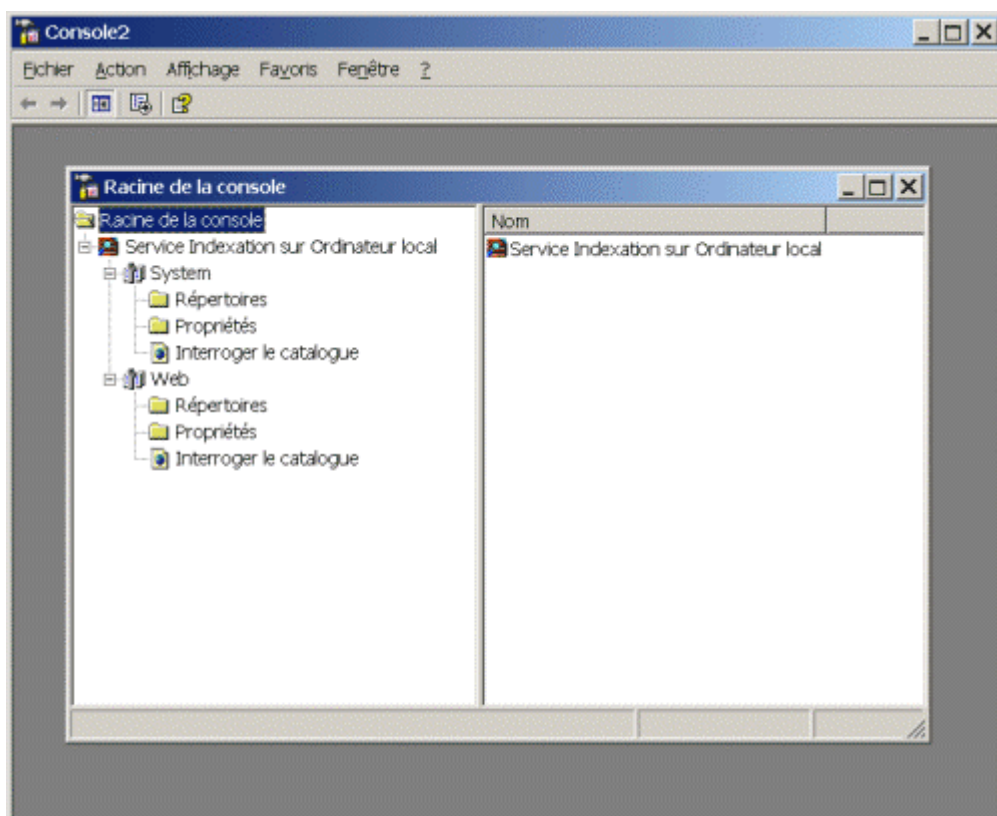 Console2
Fichier Action Affichage Favoris Fenêtre ?
Racine de la console
Racine de la console
Service Indexation sur Ordinateur local
System
Répertoires
Propriétés
Interroger le catalogue
Web
Répertoires
Propriétés
Interroger le catalogue
Nom
Service Indexation sur Ordinateur local